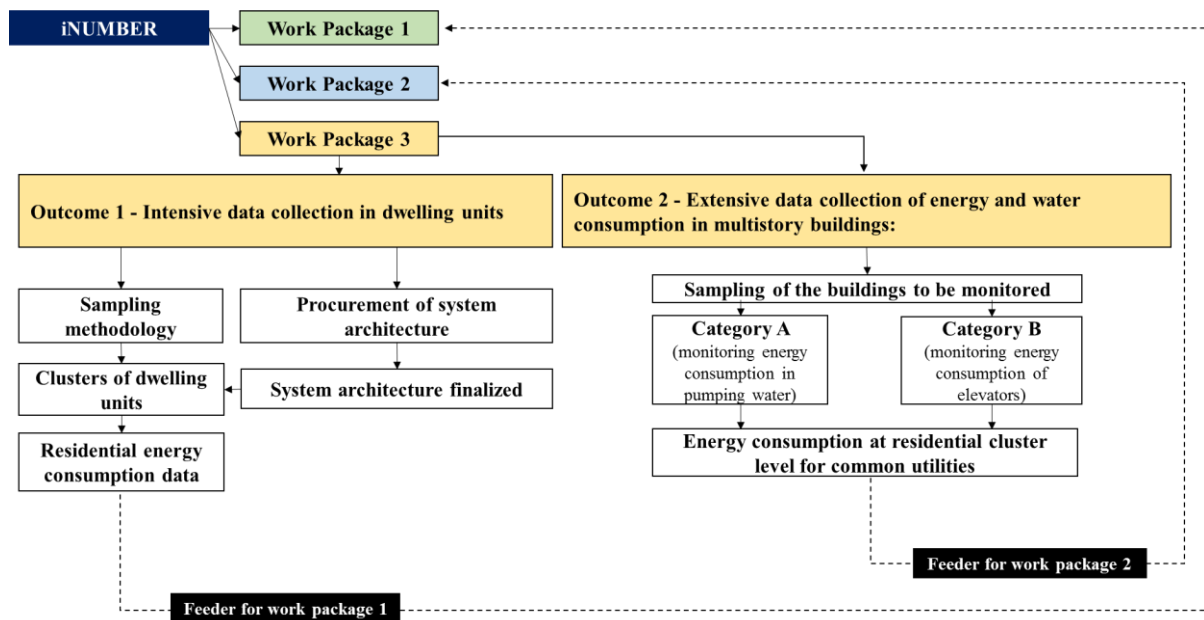 iNUMBER
Work Package 1
Work Package 2
Work Package 3
Outcome 1 - Intensive data collection in dwelling units
Outcome 2 - Extensive data collection of energy and water
consumption in multistory buildings:
Sampling
methodology
Procurement of system
architecture
Clusters of dwelling
units
System architecture finalized
Residential energy
consumption data
Sampling of the buildings to be monitored
Category A
(monitoring energy
consumption in
pumping water)
Category B
(monitoring energy
consumption of
elevators)
Energy consumption at residential cluster
level for common utilities
Feeder for work package 2
Feeder for work package 1